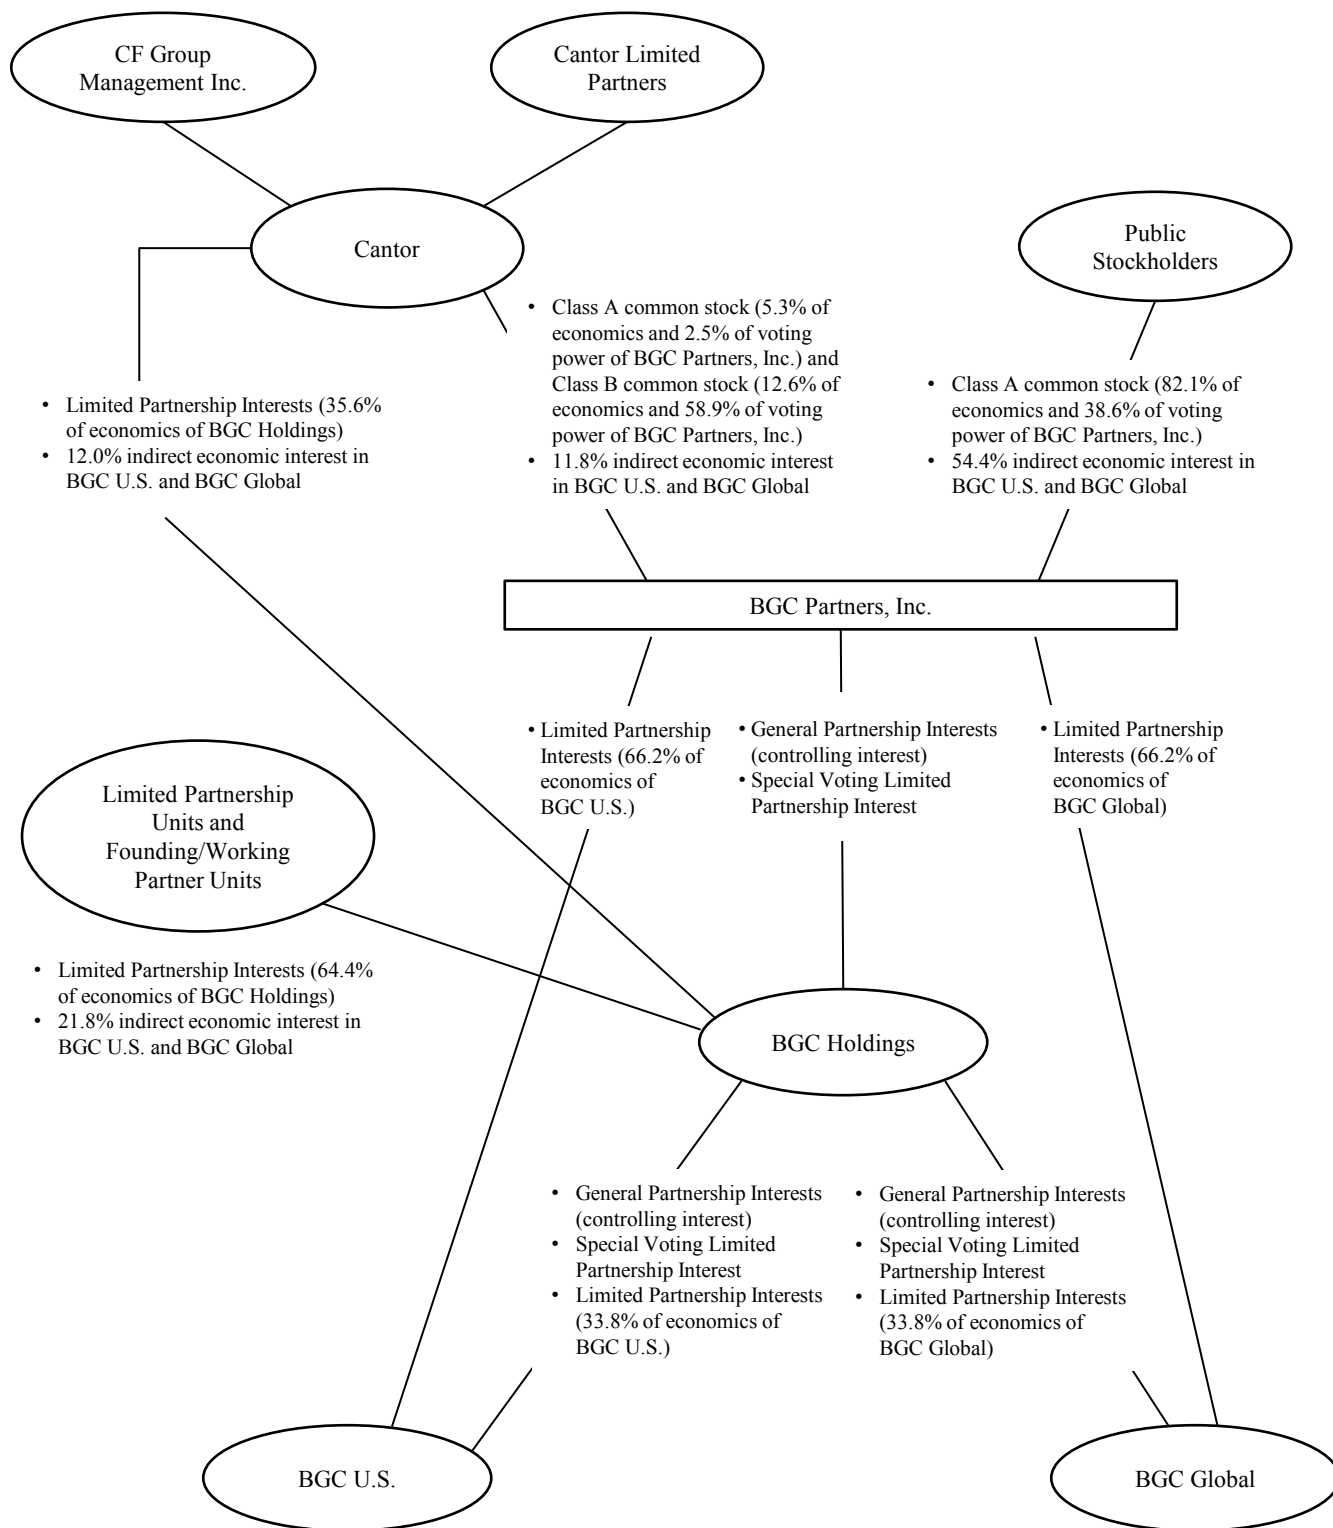 CF Group
Management Inc.
Cantor Limited
Partners
Cantor
Public
Stockholders
• Class A common stock (5.3% of
economics and 2.5% of voting
power of BGC Partners, Inc.) and
Class B common stock (12.6% of
economics and 58.9% of voting
power of BGC Partners, Inc.)
• 11.8% indirect economic interest
in BGC U.S. and BGC Global
• Limited Partnership Interests (35.6%
of economics of BGC Holdings)
• 12.0% indirect economic interest in
BGC U.S. and BGC Global
• Class A common stock (82.1% of
economics and 38.6% of voting
power of BGC Partners, Inc.)
• 54.4% indirect economic interest in
BGC U.S. and BGC Global
BGC Partners, Inc.
• Limited Partnership
Interests (66.2% of
economics of
BGC U.S.)
• General Partnership Interests
(controlling interest)
• Special Voting Limited
Partnership Interest
• Limited Partnership
Interests (66.2% of
economics of
BGC Global)
Limited Partnership
Units and
Founding/Working
Partner Units
• Limited Partnership Interests (64.4%
of economics of BGC Holdings)
• 21.8% indirect economic interest in
BGC U.S. and BGC Global
BGC Holdings
• General Partnership Interests
(controlling interest)
• Special Voting Limited
Partnership Interest
• Limited Partnership Interests
(33.8% of economics of
BGC U.S.)
• General Partnership Interests
(controlling interest)
• Special Voting Limited
Partnership Interest
• Limited Partnership Interests
(33.8% of economics of
BGC Global)
BGC U.S.
BGC Global